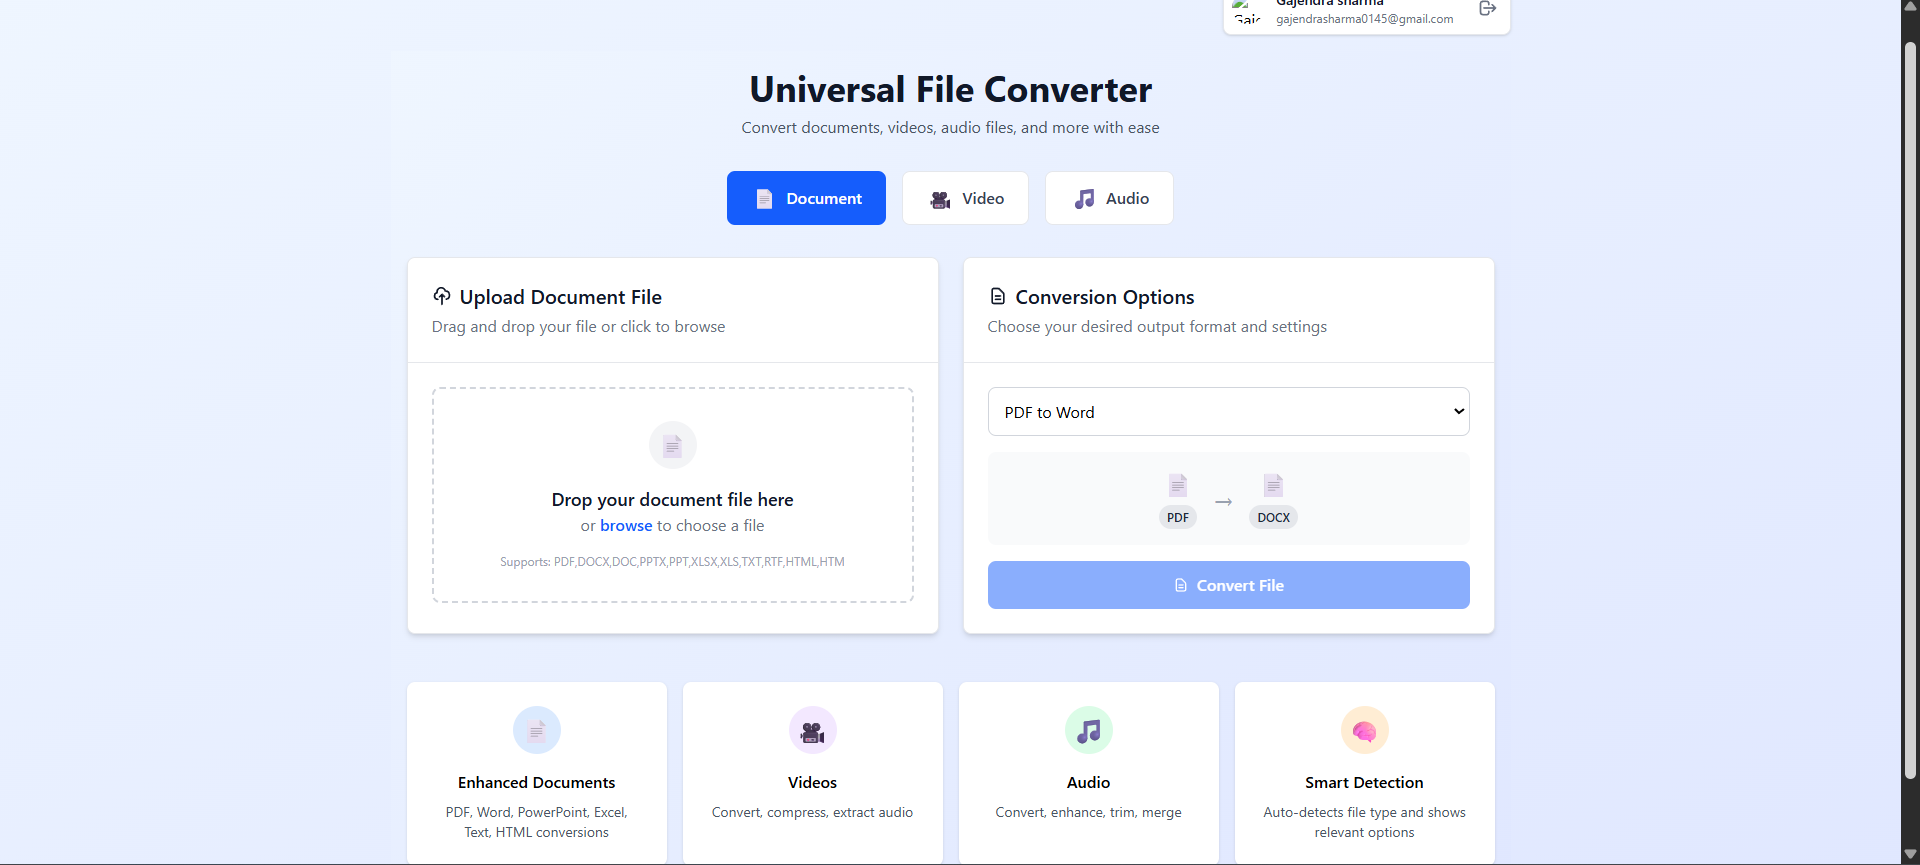 Gajendra sharma
gajendrasharma0145@gmail.com
Universal File Converter
Convert documents, videos, audio files, and more with ease
Document
Video
Audio
Upload Document File
Drag and drop your file or click to browse
Drop your document file here
or browse to choose a file
Supports: PDF,DOCX,DOC,PPTX,PPT,XLSX,XLS,TXT,RTF,HTML,HTM
Conversion Options
Choose your desired output format and settings
PDF to Word
PDF
→
DOCX
Convert File
Enhanced Documents
PDF, Word, PowerPoint, Excel,
Text, HTML conversions
Videos
Convert, compress, extract audio
Audio
Convert, enhance, trim, merge
Smart Detection
Auto-detects file type and shows
relevant options